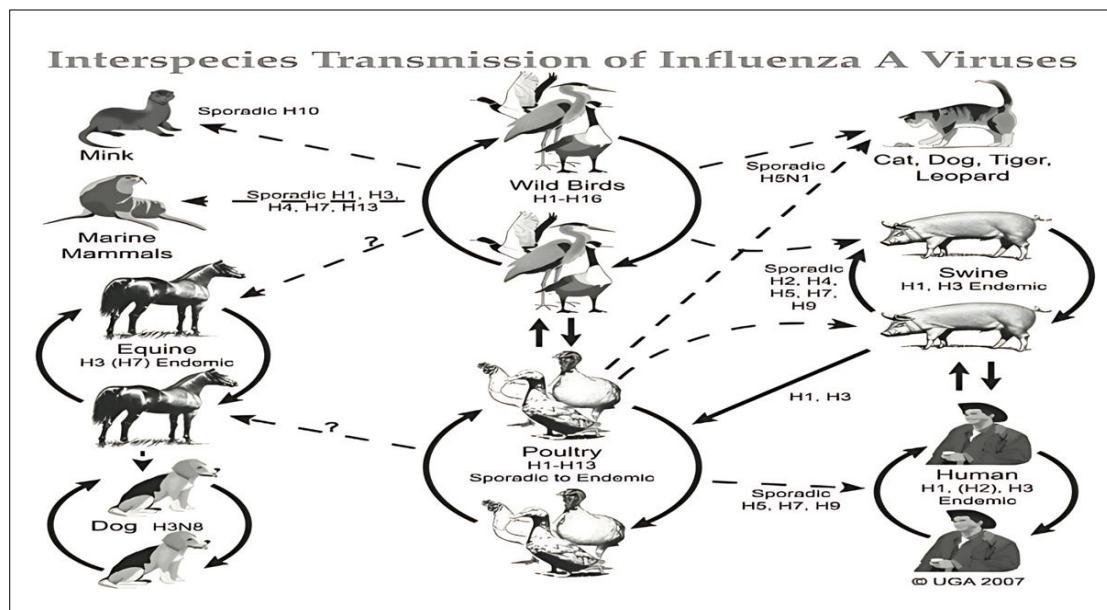 Interspecies Transmission of Influenza A Viruses
Sporadic H10
Mink
Sporadic H1, H3,
H4, H7, H13
Marine
Mammals
?
Equine
H3 (H7) Endemic
?
Dog H3N8
Wild Birds
H1-H16
Sporadic
H5N1
Cat, Dog, Tiger,
Leopard
Sporadic
H2, H4,
H5, H7,
H9
Swine
H1, H3 Endemic
H1, H3
Poultry
H1-H13
Sporadic to Endemic
Sporadic
H5, H7, H9
Human
H1, (H2), H3
Endemic
© UGA 2007